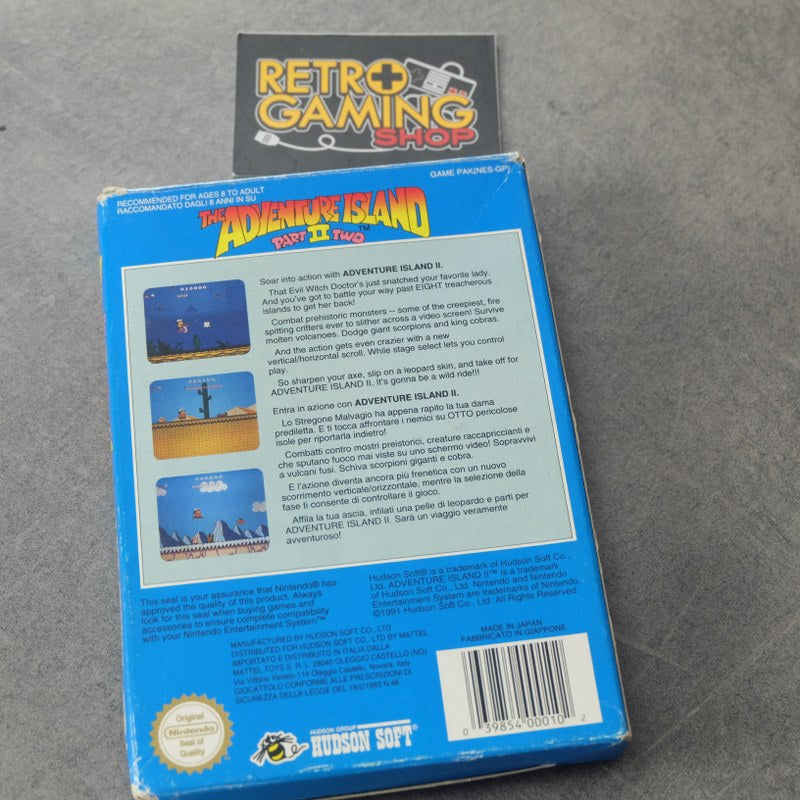 RETRO
GAMING
SHOP
RECOMMENDED FOR AGES 8 TO ADULT
RACCOMANDATO DAGLI 8 ANNI IN SU
GAME PAK(NES-GP)
THE ADVENTURE ISLAND™
PART II TWO
Soar into action with ADVENTURE ISLAND II.
That Evil Witch Doctor's just snatched your favorite lady.
And you've got to battle your way past EIGHT treacherous
islands to get her back!
Combat prehistoric monsters -- some of the creepiest, fire
spitting critters ever to slither across a video screen! Survive
molten volcanoes. Dodge giant scorpions and king cobras.
And the action gets even crazier with a new
vertical/horizontal scroll. While stage select lets you control
play.
So sharpen your axe, slip on a leopard skin, and take off for
ADVENTURE ISLAND II. It's gonna be a wild ride!!!
Entra in azione con ADVENTURE ISLAND II.
Lo Stregone Malvagio ha appena rapito la tua dama
prediletta. E ti tocca affrontare i nemici su OTTO pericolose
isole per riportarla indietro!
Combatti contro mostri preistorici, creature raccapriccianti e
che sputano fuoco mai viste su uno schermo video! Sopravvivi
a vulcani fusi. Schiva scorpioni giganti e cobra.
E l'azione diventa ancora più frenetica con un nuovo
scorrimento verticale/orizzontale, mentre la selezione della
fase ti consente di controllare il gioco.
Affila la tua ascia, infilati una pelle di leopardo e parti per
ADVENTURE ISLAND II. Sarà un viaggio veramente
avventuroso!
This seal is your assurance that Nintendo® has
approved the quality of this product. Always
look for this seal when buying games and
accessories to ensure complete compatibility
with your Nintendo Entertainment System™
Hudson Soft® is a trademark of Hudson Soft Co.,
Ltd. ADVENTURE ISLAND II™ is a trademark
of Hudson Soft Co., Ltd. Nintendo and Nintendo
Entertainment System are trademarks of Nintendo.
©1991 Hudson Soft Co., Ltd. All Rights Reserved.
MANUFACTURED BY HUDSON SOFT CO., LTD
DISTRIBUTED FOR HUDSON SOFT CO., LTD BY MATTEL
IMPORTATO E DISTRIBUITO IN ITALIA DALLA
MATTEL TOYS S. R. L. 28040 OLEGGIO CASTELLO (NO)
Via Vittorio Veneto 119 Oleggio Castello, Novara, Italy
GIOCATTOLO CONFORME ALLE PRESCRIZIONI DI
SICUREZZA DELLA LEGGE DEL 18/2/1983 N.46
MADE IN JAPAN
FABBRICATO IN GIAPPONE
0 39854 00010 2
Original
Nintendo
Seal of
Quality
HUDSON GROUP
HUDSON SOFT®